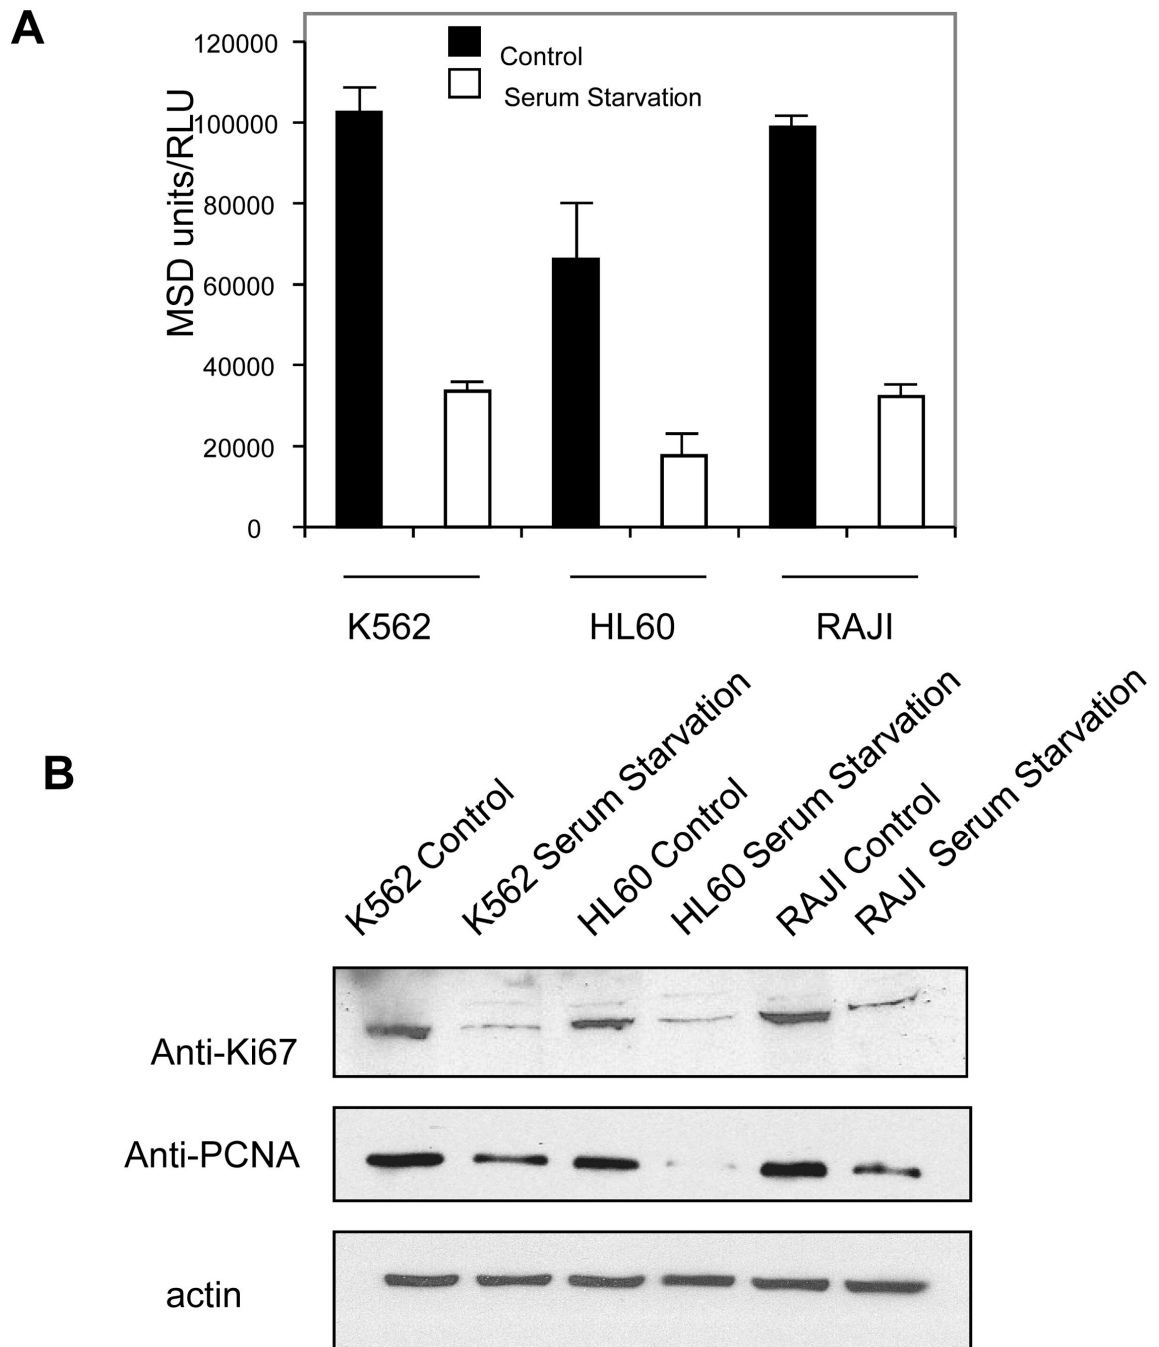 A
MSD units/RLU
120000
100000
80000
60000
40000
20000
0
Control
Serum Starvation
K562
HL60
RAJI
B
K562 Control
K562 Serum Starvation
HL60 Control
HL60 Serum Starvation
RAJI Control
RAJI Serum Starvation
Anti-Ki67
Anti-PCNA
actin